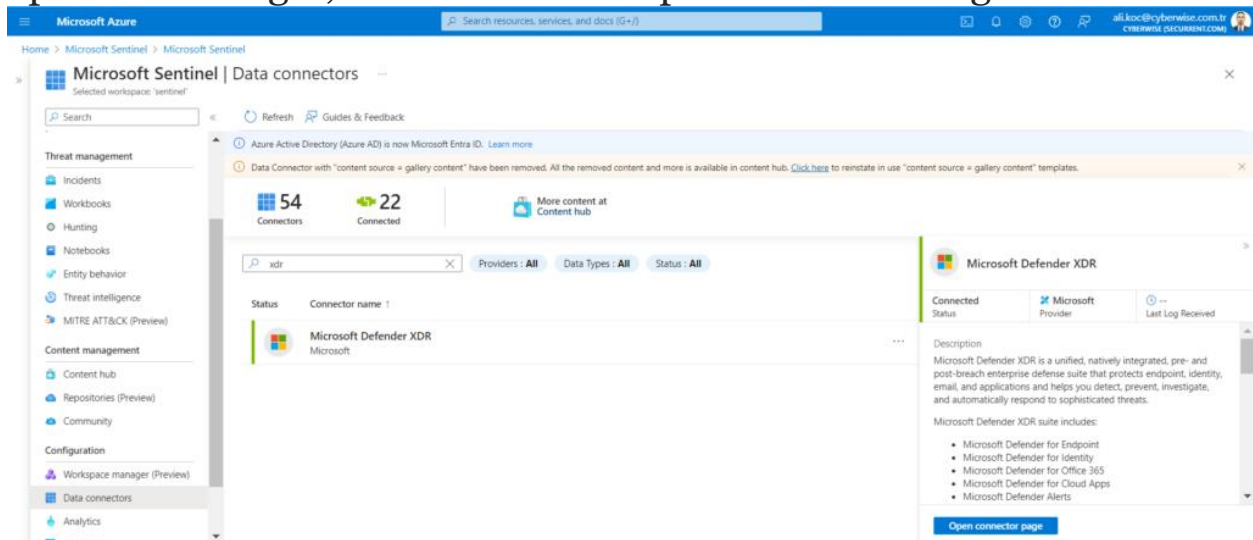 Microsoft Azure
Search resources, services, and docs (G+/)
ali.koc@cyberwise.com.tr
CYBERWISE (SECURRENT.COM)
Home > Microsoft Sentinel > Microsoft Sentinel
Microsoft Sentinel | Data connectors ...
Selected workspace: 'sentinel'
Search
Refresh Guides & Feedback
Azure Active Directory (Azure AD) is now Microsoft Entra ID. Learn more
Data Connector with "content source = gallery content" have been removed. All the removed content and more is available in content hub. Click here to reinstate in use "content source = gallery content" templates.
Threat management
Incidents
Workbooks
Hunting
Notebooks
Entity behavior
Threat intelligence
MITRE ATT&CK (Preview)
Content management
Content hub
Repositories (Preview)
Community
Configuration
Workspace manager (Preview)
Data connectors
Analytics
54
Connectors
22
Connected
More content at
Content hub
xdr
Providers : All Data Types : All Status : All
Status Connector name ↑
Microsoft Defender XDR
Microsoft
Microsoft Defender XDR
Connected
Status
Microsoft
Provider
--
Last Log Received
Description
Microsoft Defender XDR is a unified, natively integrated, pre- and
post-breach enterprise defense suite that protects endpoint, identity,
email, and applications and helps you detect, prevent, investigate,
and automatically respond to sophisticated threats.
Microsoft Defender XDR suite includes:
• Microsoft Defender for Endpoint
• Microsoft Defender for Identity
• Microsoft Defender for Office 365
• Microsoft Defender for Cloud Apps
• Microsoft Defender Alerts
Open connector page